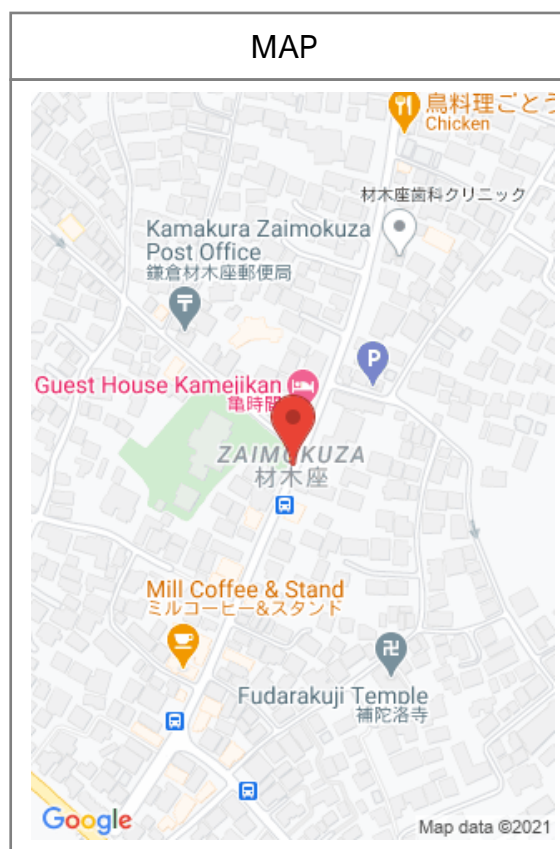 MAP
鳥料理ごとう
Chicken
材木座歯科クリニック
Kamakura Zaimokuza
Post Office
鎌倉材木座郵便局
P
Guest House Kamejikan
亀時間
ZAIMOKUZA
材木座
Mill Coffee & Stand
ミルコーヒー&スタンド
Fudarakuji Temple
補陀洛寺
Google
Map data ©2021